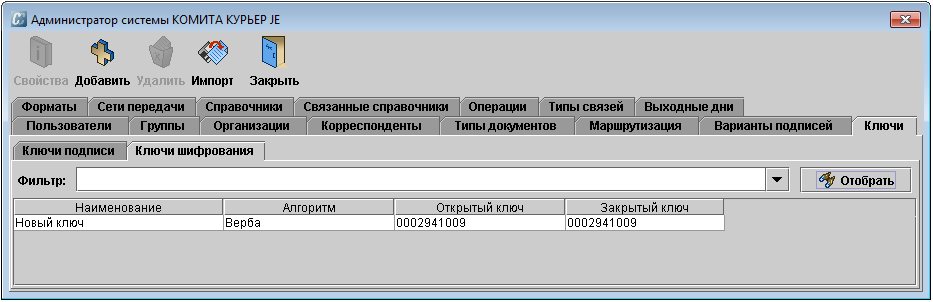 Администратор системы КОМИТА КУРЬЕР JE
Свойства Добавить Удалить Импорт Закрыть
Форматы Сети передачи Справочники Связанные справочники Операции Типы связей Выходные дни
Пользователи Группы Организации Корреспонденты Типы документов Маршрутизация Варианты подписей Ключи
Ключи подписи Ключи шифрования
Фильтр: Отобрать
Наименование Алгоритм Открытый ключ Закрытый ключ
Новый ключ Верба 0002941009 0002941009